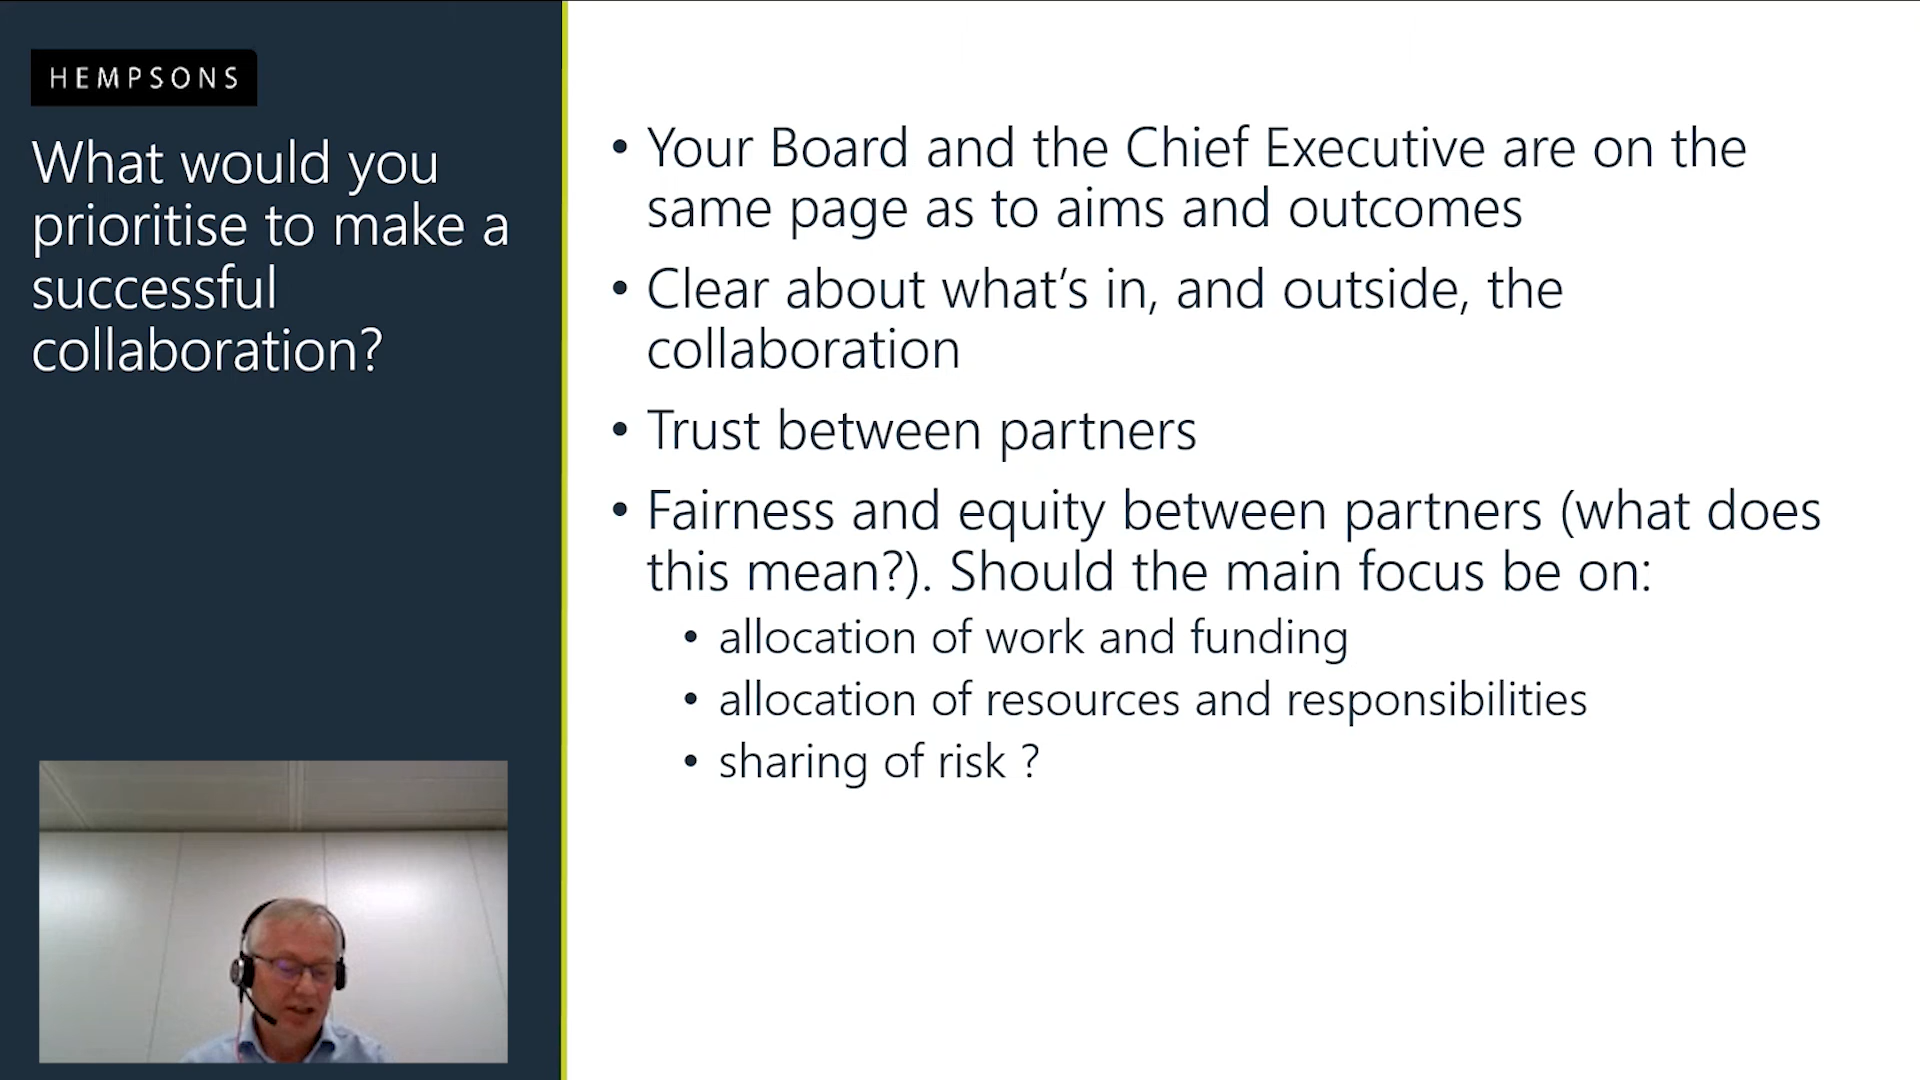 HEMPSONS
What would you
prioritise to make a
successful
collaboration?
• Your Board and the Chief Executive are on the
same page as to aims and outcomes
• Clear about what’s in, and outside, the
collaboration
• Trust between partners
• Fairness and equity between partners (what does
this mean?). Should the main focus be on:
• allocation of work and funding
• allocation of resources and responsibilities
• sharing of risk ?